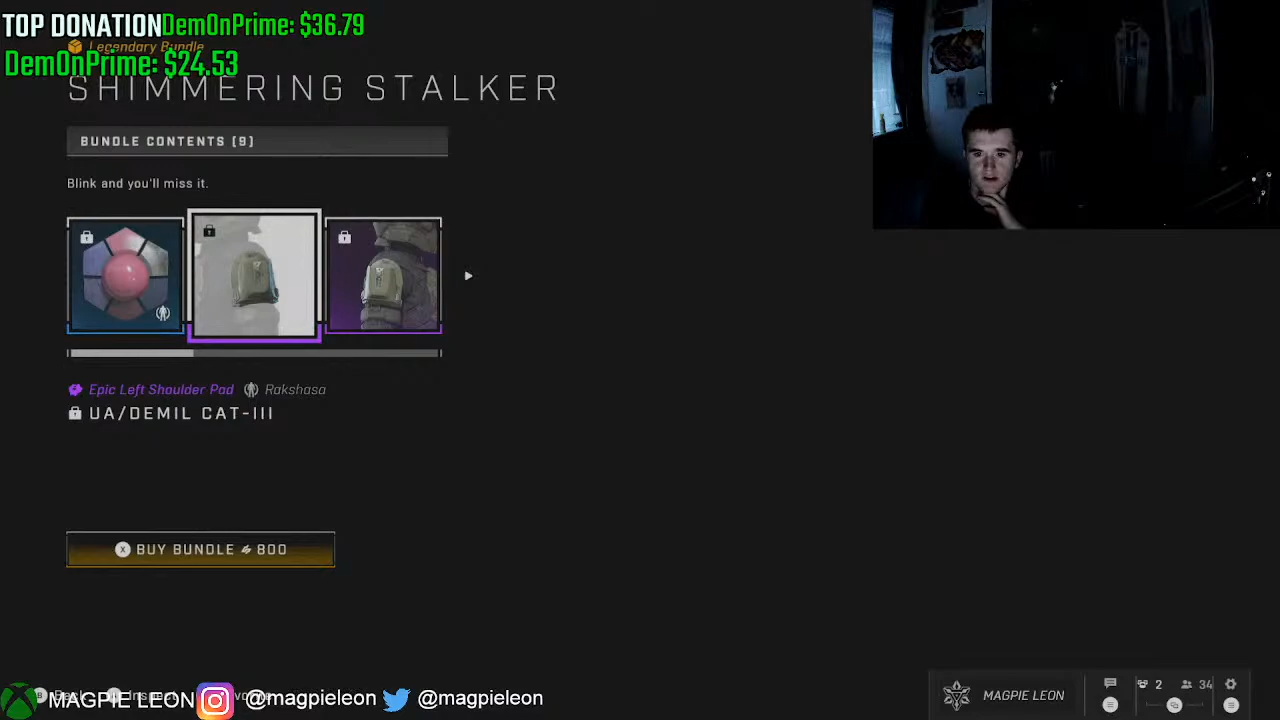 TOP DONATION DemOnPrime: $36.79
Legendary Bundle
DemOnPrime: $24.53
SHIMMERING STALKER
BUNDLE CONTENTS [9]
Blink and you'll miss it.
Epic Left Shoulder Pad Rakshasa
UA/DEMIL CAT-III
X BUY BUNDLE 800
MAGPIE LEON 2 34
Back Inspect
MAGPIE LEON @magpieleon @magpieleon